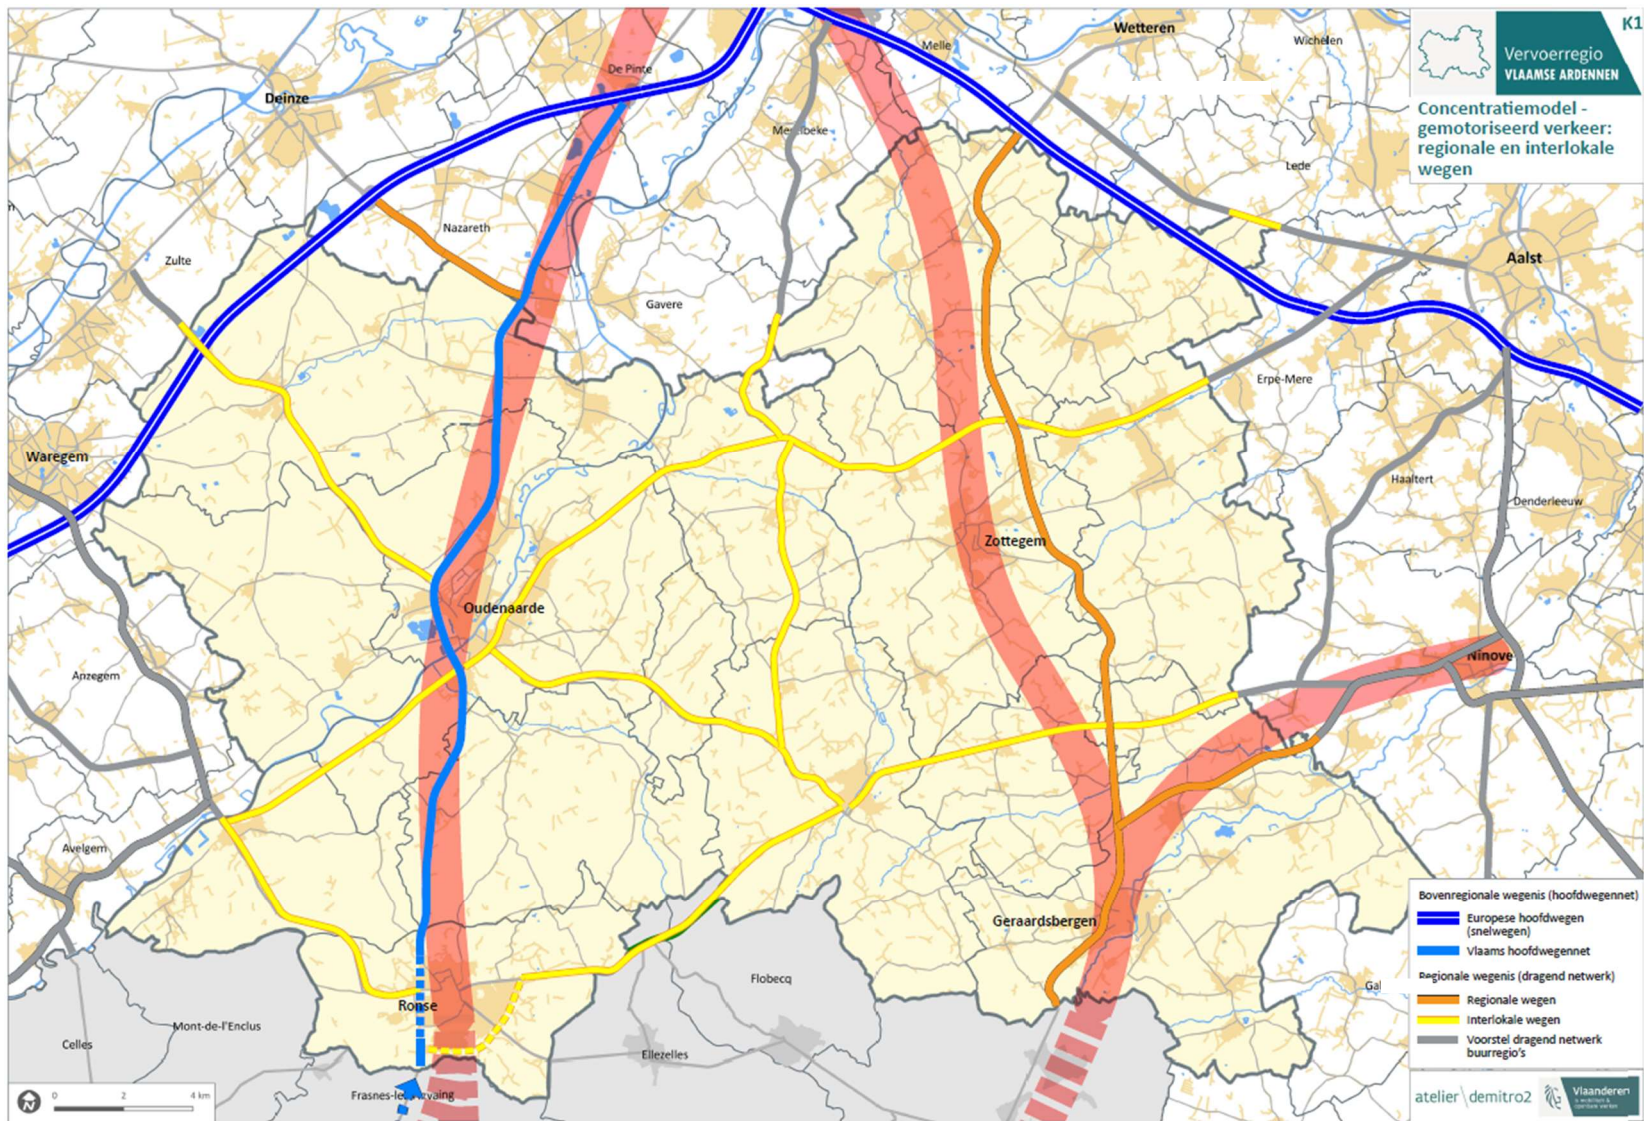 K1
Vervoerregio
VLAAMSE ARDENNEN
Concentratiemodel -
gemotoriseerd verkeer:
regionale en interlokale
wegen
Wetteren
Wichelen
Melle
De Pinte
Deinze
Lede
Nazareth
Zulte
Aalst
Gavere
Erpe-Mere
Waregem
Haaltert
Denderleeuw
Zottegem
Oudenaarde
Ninove
Anzegem
Avelgem
Geraardsbergen
Flobecq
Ronse
Mont-de-l'Enclus
Celles
Ellezelles
Bovenregionale wegenis (hoofdwegennet)
Europese hoofdwegen
(snelwegen)
Vlaams hoofdwegennet
Regionale wegenis (dragend netwerk)
Regionale wegen
Interlokale wegen
Voorstel dragend netwerk
buurregio's
N
0 2 4 km
atelier\demitro2
Vlaanderen